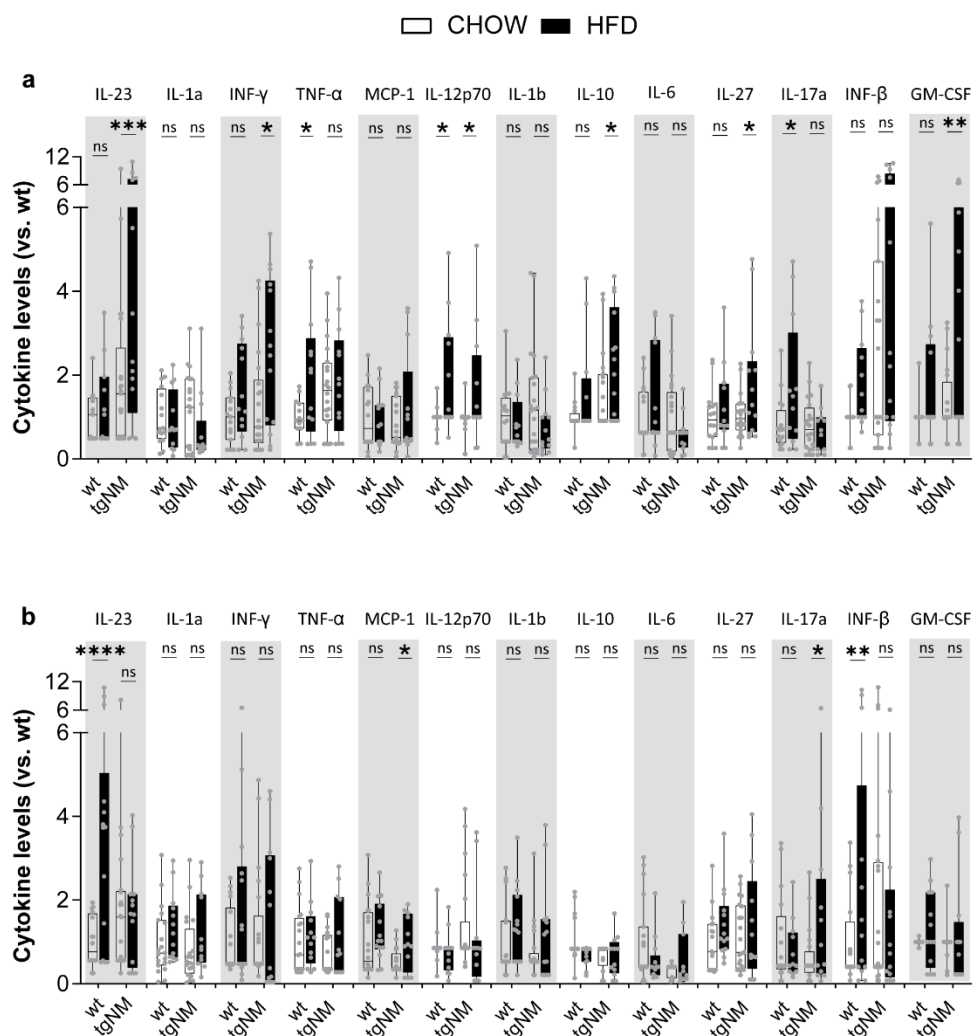 CHOW HFD
a
IL-23 IL-1a INF-γ TNF-α MCP-1 IL-12p70 IL-1b IL-10 IL-6 IL-27 IL-17a INF-β GM-CSF
ns *** ns ns ns * * ns ns ns * * ns ns ns * ns ns ns * * ns ns ns ns **
Cytokine levels (vs. wt)
12
6
6
4
2
0
wt tgNM wt tgNM wt tgNM wt tgNM wt tgNM wt tgNM wt tgNM wt tgNM wt tgNM wt tgNM wt tgNM wt tgNM wt tgNM
b
IL-23 IL-1a INF-γ TNF-α MCP-1 IL-12p70 IL-1b IL-10 IL-6 IL-27 IL-17a INF-β GM-CSF
**** ns ns ns ns ns ns ns ns * ns ns ns ns ns ns ns ns ns ns ns * ** ns ns ns
Cytokine levels (vs. wt)
12
6
6
4
2
0
wt tgNM wt tgNM wt tgNM wt tgNM wt tgNM wt tgNM wt tgNM wt tgNM wt tgNM wt tgNM wt tgNM wt tgNM wt tgNM